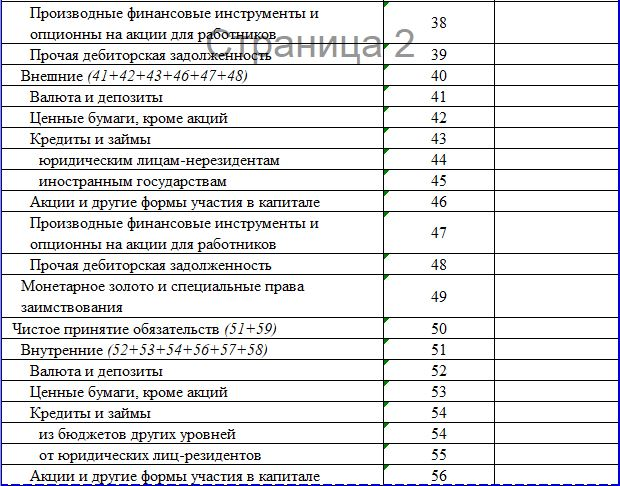 Производные финансовые инструменты и
опционны на акции для работников 38
Страница 2
Прочая дебиторская задолженность 39
Внешние (41+42+43+46+47+48) 40
Валюта и депозиты 41
Ценные бумаги, кроме акций 42
Кредиты и займы 43
юридическим лицам-нерезидентам 44
иностранным государствам 45
Акции и другие формы участия в капитале 46
Производные финансовые инструменты и
опционны на акции для работников 47
Прочая дебиторская задолженность 48
Монетарное золото и специальные права
заимствования 49
Чистое принятие обязательств (51+59) 50
Внутренние (52+53+54+56+57+58) 51
Валюта и депозиты 52
Ценные бумаги, кроме акций 53
Кредиты и займы 54
из бюджетов других уровней 54
от юридических лиц-резидентов 55
Акции и другие формы участия в капитале 56